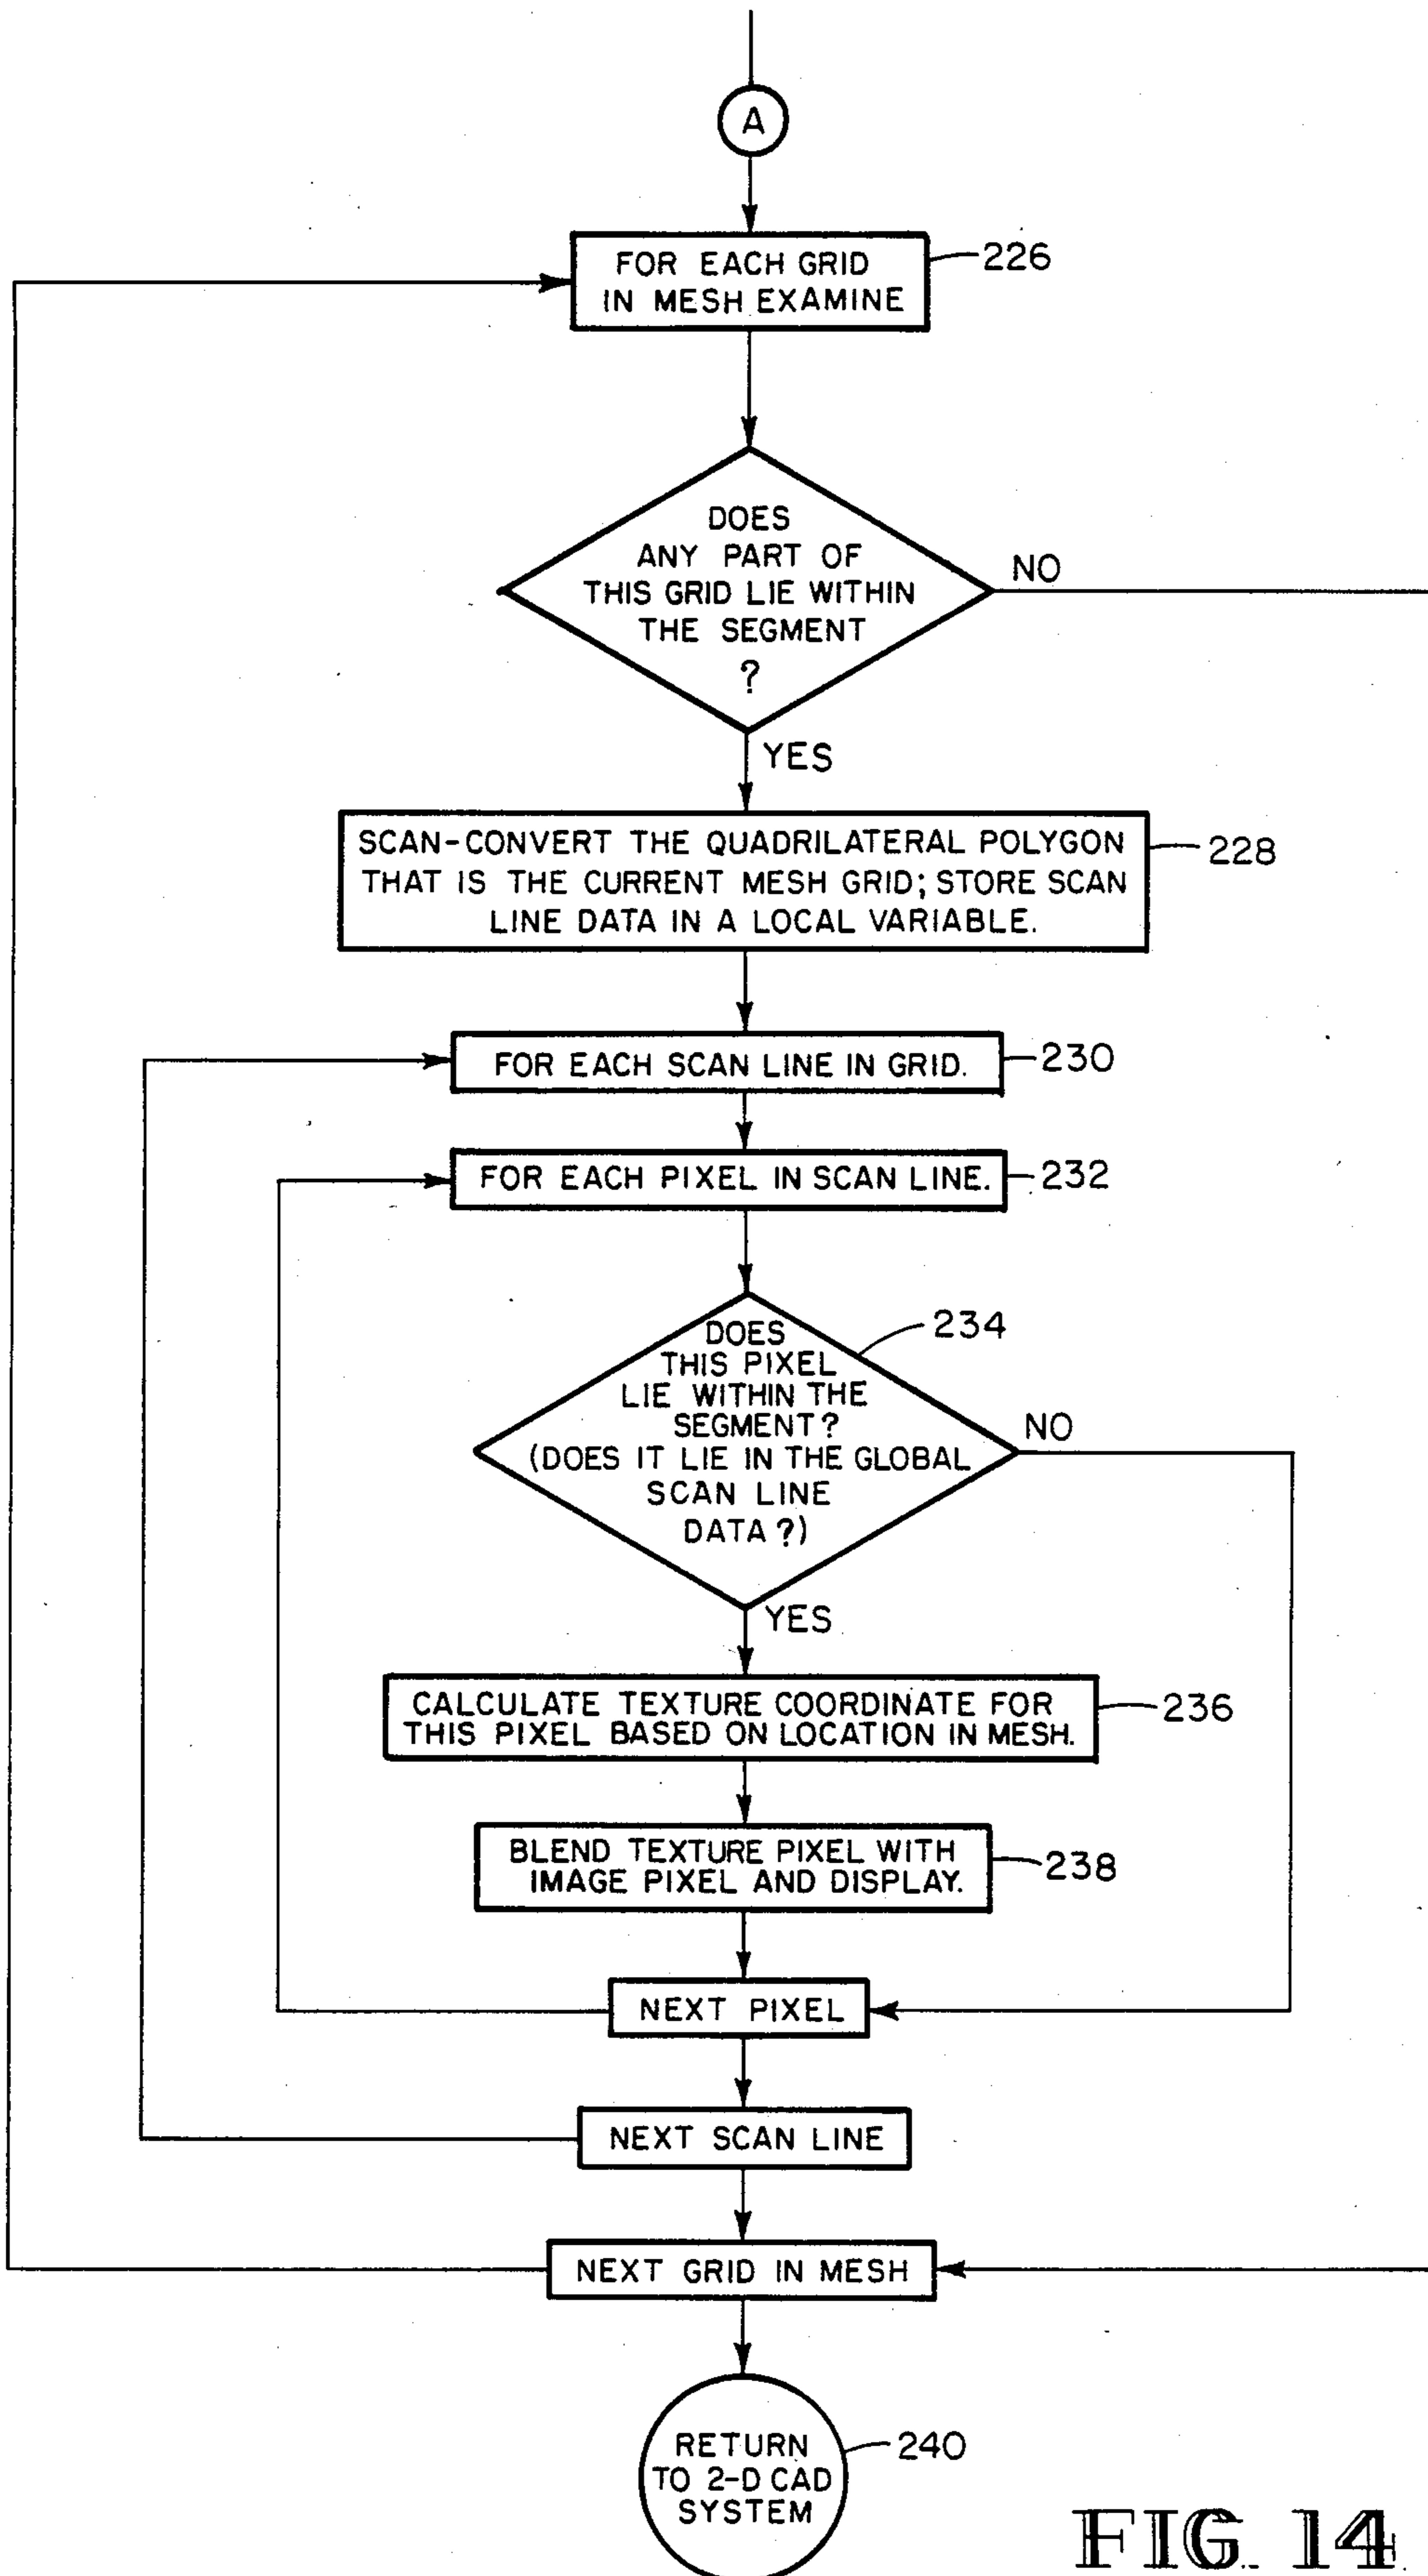 A
FOR EACH GRID
IN MESH EXAMINE
226
DOES
ANY PART OF
THIS GRID LIE WITHIN
THE SEGMENT
?
NO
YES
SCAN-CONVERT THE QUADRILATERAL POLYGON
THAT IS THE CURRENT MESH GRID; STORE SCAN
LINE DATA IN A LOCAL VARIABLE.
228
FOR EACH SCAN LINE IN GRID.
230
FOR EACH PIXEL IN SCAN LINE.
232
DOES
THIS PIXEL
LIE WITHIN THE
SEGMENT?
(DOES IT LIE IN THE GLOBAL
SCAN LINE
DATA?)
234
NO
YES
CALCULATE TEXTURE COORDINATE FOR
THIS PIXEL BASED ON LOCATION IN MESH.
236
BLEND TEXTURE PIXEL WITH
IMAGE PIXEL AND DISPLAY.
238
NEXT PIXEL
NEXT SCAN LINE
NEXT GRID IN MESH
RETURN
TO 2-D CAD
SYSTEM
240
FIG. 14